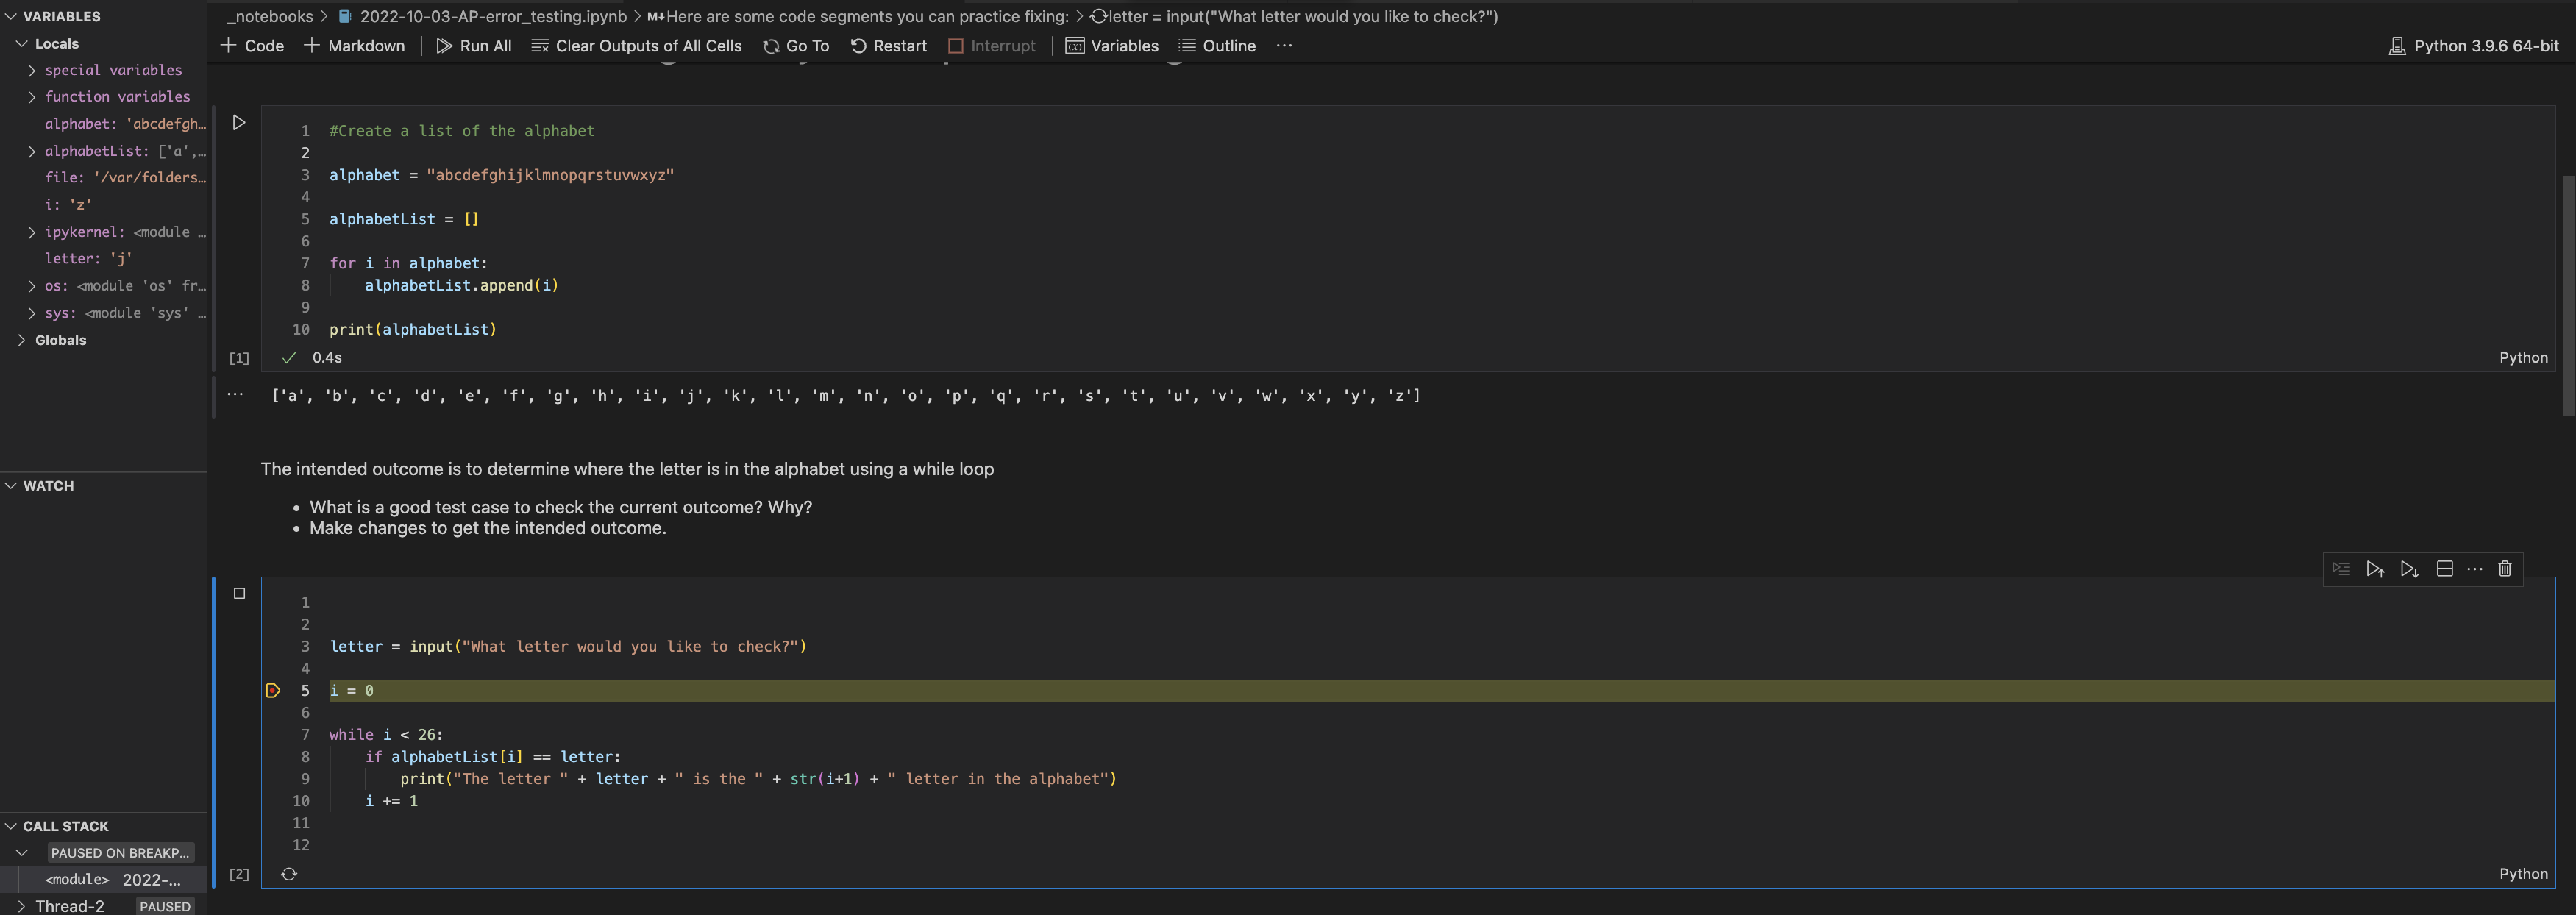 VARIABLES
Locals
special variables
function variables
alphabet: 'abcdefgh…
alphabetList: ['a',…
file: '/var/folders…
i: 'z'
ipykernel: <module …
letter: 'j'
os: <module 'os' fr…
sys: <module 'sys' …
Globals
WATCH
CALL STACK
PAUSED ON BREAKP…
<module> 2022-…
Thread-2 PAUSED
_notebooks > 2022-10-03-AP-error_testing.ipynb > M↓Here are some code segments you can practice fixing: > letter = input("What letter would you like to check?")
+ Code + Markdown | Run All Clear Outputs of All Cells Go To Restart Interrupt | Variables Outline ··· Python 3.9.6 64-bit
1 #Create a list of the alphabet
2
3 alphabet = "abcdefghijklmnopqrstuvwxyz"
4
5 alphabetList = []
6
7 for i in alphabet:
8     alphabetList.append(i)
9
10 print(alphabetList)
[1] ✓ 0.4s Python
··· ['a', 'b', 'c', 'd', 'e', 'f', 'g', 'h', 'i', 'j', 'k', 'l', 'm', 'n', 'o', 'p', 'q', 'r', 's', 't', 'u', 'v', 'w', 'x', 'y', 'z']
The intended outcome is to determine where the letter is in the alphabet using a while loop
• What is a good test case to check the current outcome? Why?
• Make changes to get the intended outcome.
1
2
3 letter = input("What letter would you like to check?")
4
5 i = 0
6
7 while i < 26:
8     if alphabetList[i] == letter:
9         print("The letter " + letter + " is the " + str(i+1) + " letter in the alphabet")
10     i += 1
11
12
[2] Python